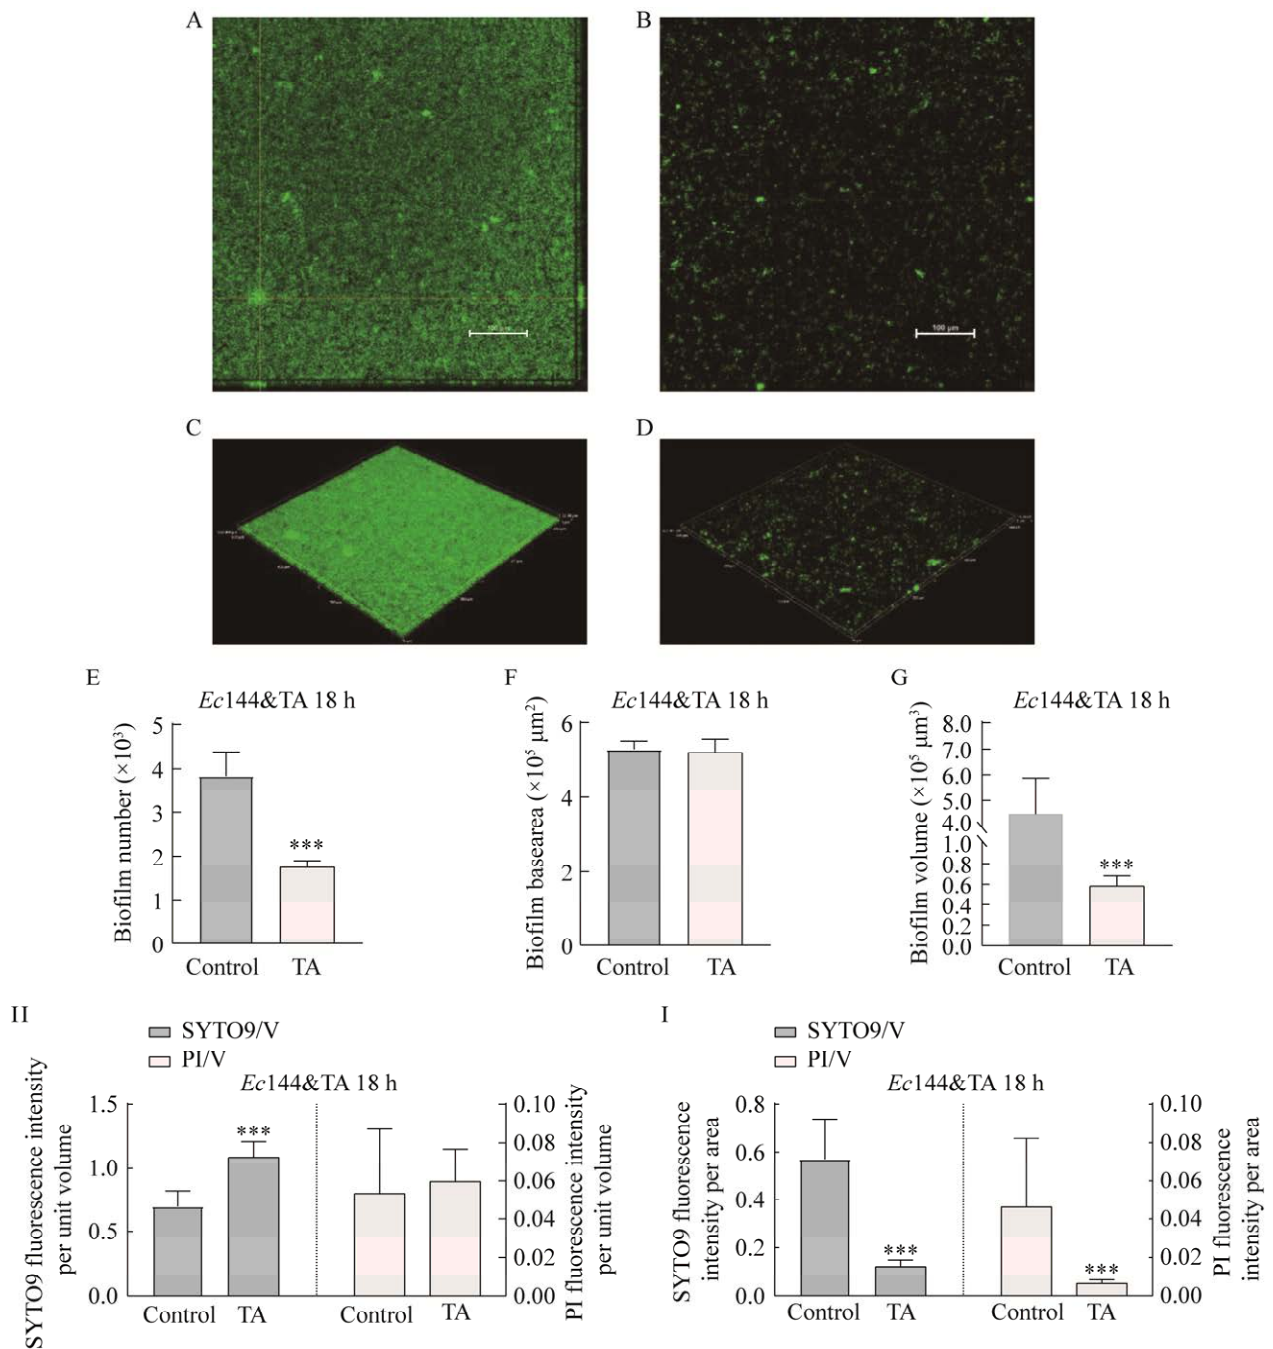 A
B
100 μm
C
D
E
Ec144&TA 18 h
Biofilm number (×10³)
5
4
3
2
1
0
***
Control
TA
F
Ec144&TA 18 h
Biofilm basearea (×10⁵ μm²)
6
4
2
0
Control
TA
G
Ec144&TA 18 h
Biofilm volume (×10⁵ μm³)
8.0
7.0
6.0
5.0
4.0
1.0
0.8
0.6
0.4
0.2
0.0
***
Control
TA
II
SYTO9/V
PI/V
Ec144&TA 18 h
SYTO9 fluorescence intensity
per unit volume
1.5
1.0
0.5
0.0
***
Control
TA
Control
TA
0.10
0.08
0.06
0.04
0.02
0.00
PI fluorescence intensity
per unit volume
I
SYTO9/V
PI/V
Ec144&TA 18 h
SYTO9 fluorescence
intensity per area
0.8
0.6
0.4
0.2
0.0
***
***
Control
TA
Control
TA
0.10
0.08
0.06
0.04
0.02
0.00
PI fluorescence
intensity per area